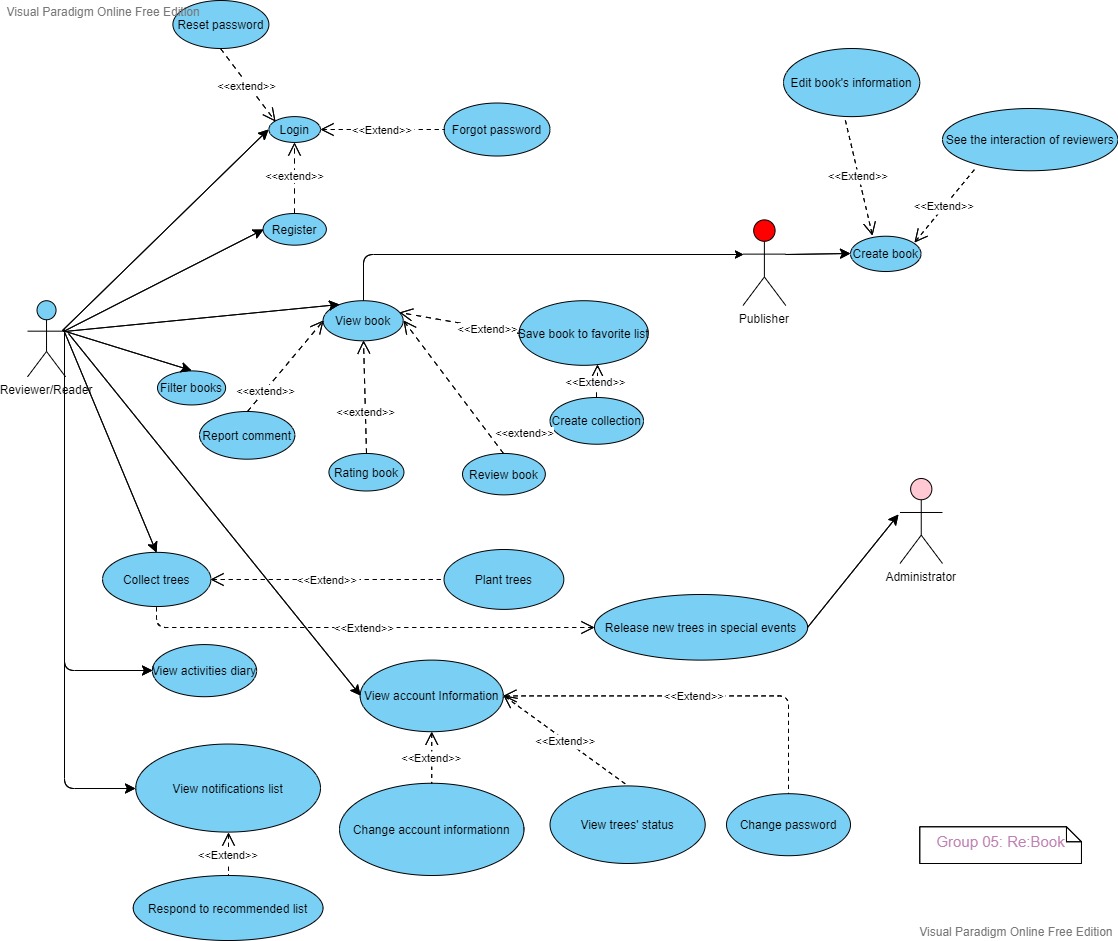 Visual Paradigm Online Free Edition
Reset password
<<extend>>
Edit book's information
Login
<<Extend>>
Forgot password
See the interaction of reviewers
<<extend>>
<<Extend>>
<<Extend>>
Register
Create book
Publisher
View book
<<Extend>>
Save book to favorite list
Reviewer/Reader
Filter books
<<extend>>
<<Extend>>
<<extend>>
Create collection
Report comment
<<extend>>
Rating book
Review book
Administrator
Collect trees
<<Extend>>
Plant trees
<<Extend>>
Release new trees in special events
View activities diary
View account Information
<<Extend>>
<<Extend>>
<<Extend>>
View notifications list
Change account informationn
View trees' status
Change password
Group 05: Re:Book
<<Extend>>
Respond to recommended list
Visual Paradigm Online Free Edition